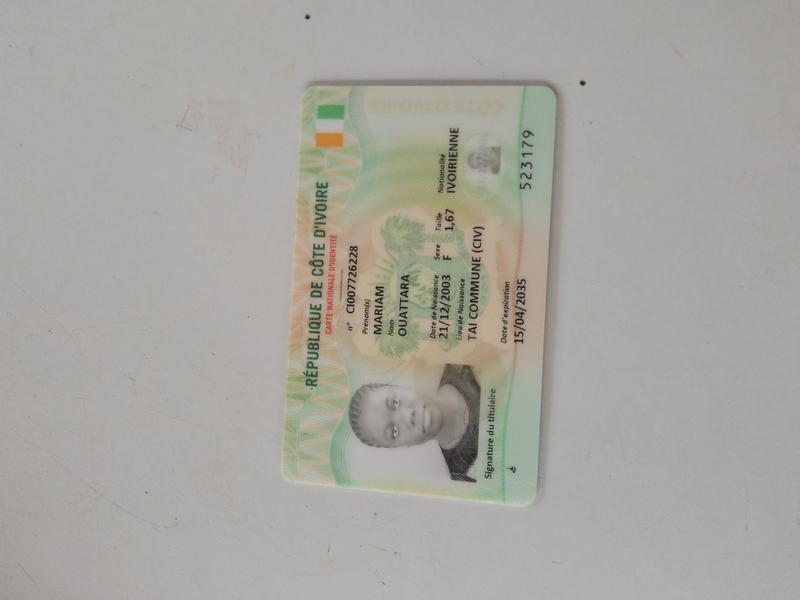 RÉPUBLIQUE DE CÔTE D'IVOIRE
CARTE NATIONALE D'IDENTITÉ
n° CI007726228
Prénom(s)
MARIAM
Nom
OUATTARA
Date de Naissance Sexe Taille Nationalité
21/12/2003 F 1,67 IVOIRIENNE
Lieu de Naissance
TAI COMMUNE (CIV)
Date d'expiration
15/04/2035
523179
Signature du titulaire
CÔTE D'IVOIRE